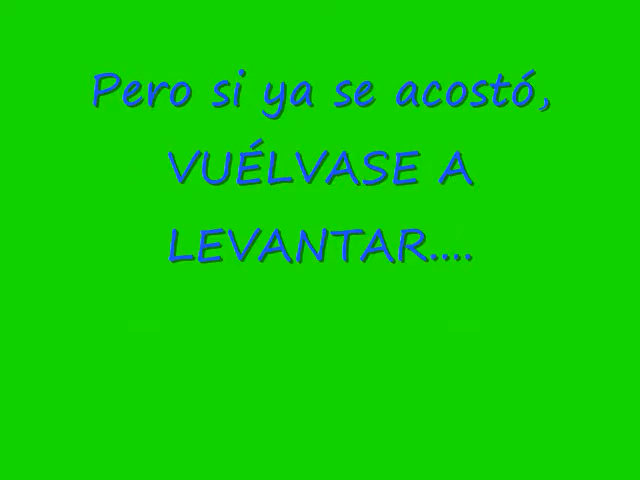 Pero si ya se acostó,
VUÉLVASE A
LEVANTAR....